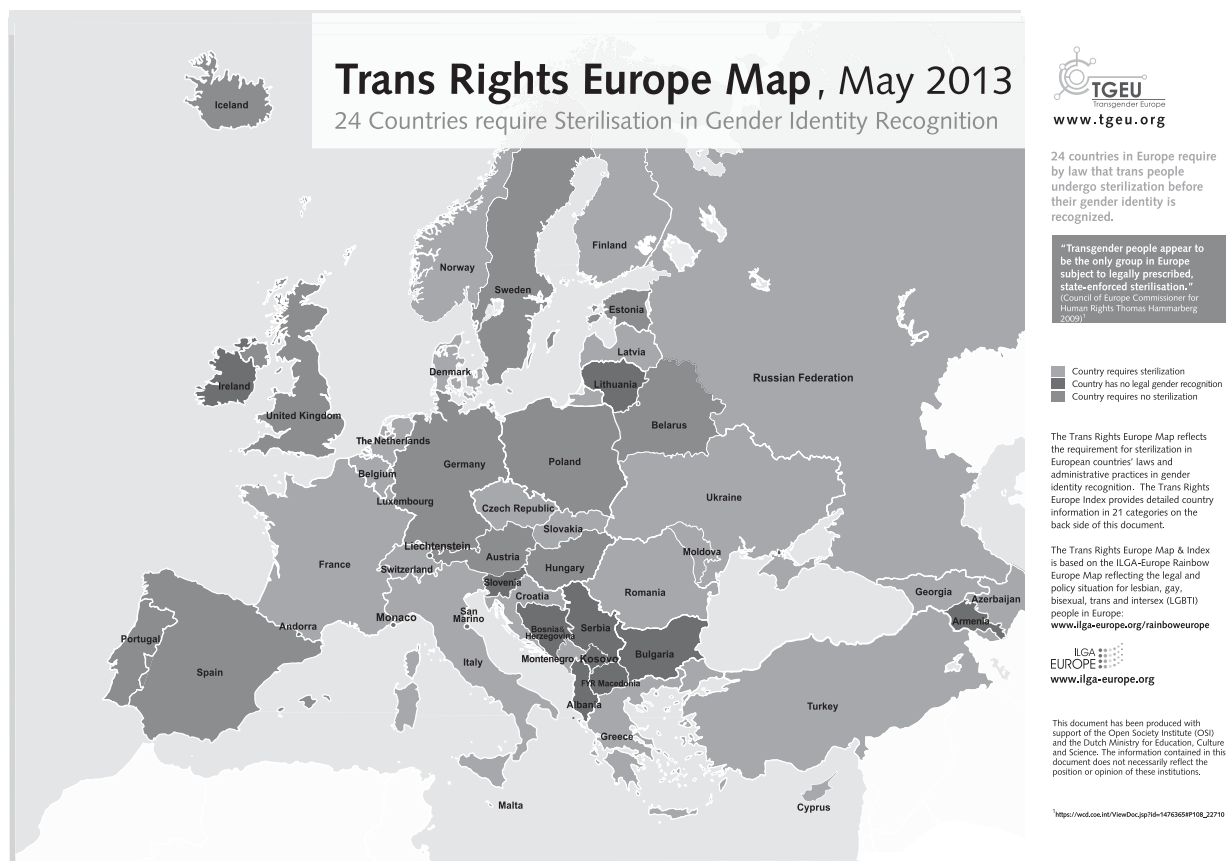 Trans Rights Europe Map, May 2013
24 Countries require Sterilisation in Gender Identity Recognition
Iceland
Norway
Sweden
Finland
Estonia
Latvia
Lithuania
Denmark
Ireland
United Kingdom
Russian Federation
Belarus
The Netherlands
Belgium
Germany
Poland
Luxembourg
Czech Republic
Ukraine
Slovakia
Liechtenstein
Austria
Moldova
France
Switzerland
Hungary
Slovenia
Romania
Croatia
Georgia
Azerbaijan
Monaco
San
Marino
Armenia
Andorra
Bosnia&
Herzegovina
Serbia
Portugal
Spain
Italy
Montenegro
Kosovo
Bulgaria
FYR Macedonia
Albania
Turkey
Greece
Malta
Cyprus
TGEU
Transgender Europe
www.tgeu.org
24 countries in Europe require
by law that trans people
undergo sterilization before
their gender identity is
recognized.
“Transgender people appear to
be the only group in Europe
subject to legally prescribed,
state-enforced sterilisation.”
(Council of Europe Commissioner for
Human Rights Thomas Hammarberg
2009)1
Country requires sterilization
Country has no legal gender recognition
Country requires no sterilization
The Trans Rights Europe Map reflects
the requirement for sterilization in
European countries’ laws and
administrative practices in gender
identity recognition. The Trans Rights
Europe Index provides detailed country
information in 21 categories on the
back side of this document.
The Trans Rights Europe Map & Index
is based on the ILGA-Europe Rainbow
Europe Map reflecting the legal and
policy situation for lesbian, gay,
bisexual, trans and intersex (LGBTI)
people in Europe:
www.ilga-europe.org/rainboweurope
ILGA
EUROPE
www.ilga-europe.org
This document has been produced with
support of the Open Society Institute (OSI)
and the Dutch Ministry for Education, Culture
and Science. The information contained in this
document does not necessarily reflect the
position or opinion of these institutions.
1https://wcd.coe.int/ViewDoc.jsp?id=1476365#P108_22710